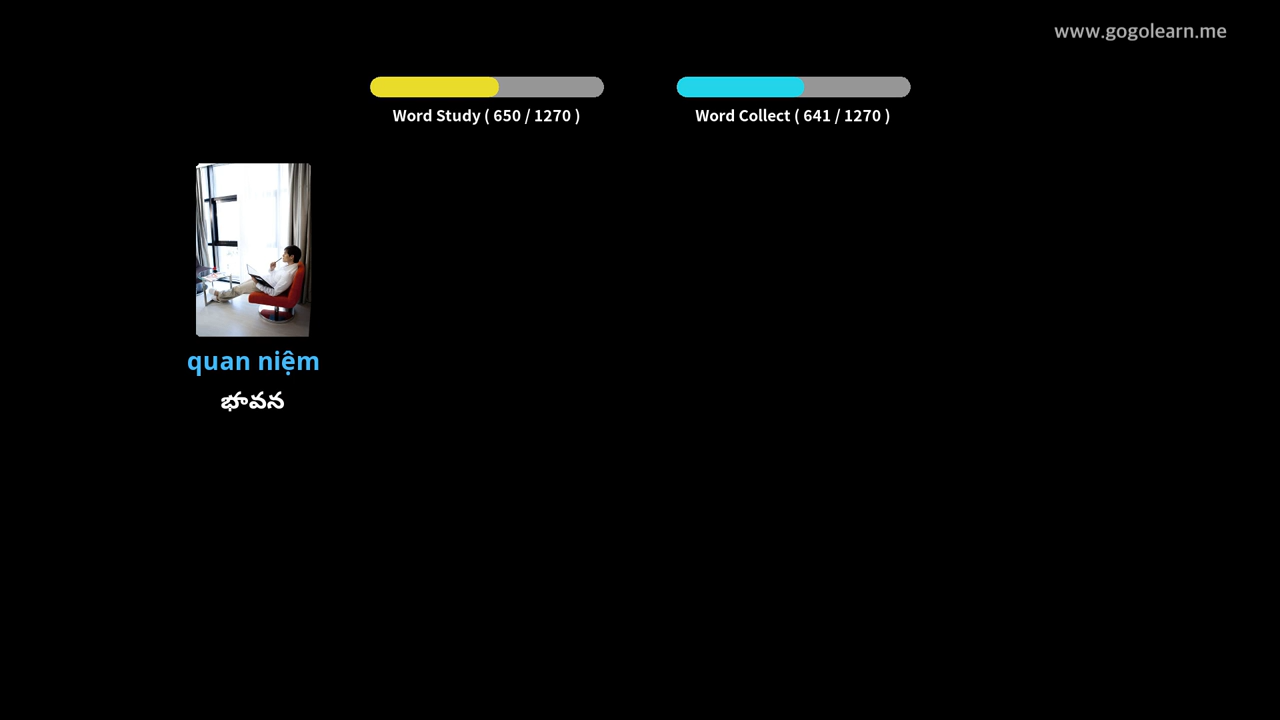 www.gogolearn.me
Word Study ( 650 / 1270 )
Word Collect ( 641 / 1270 )
quan niệm
భావన